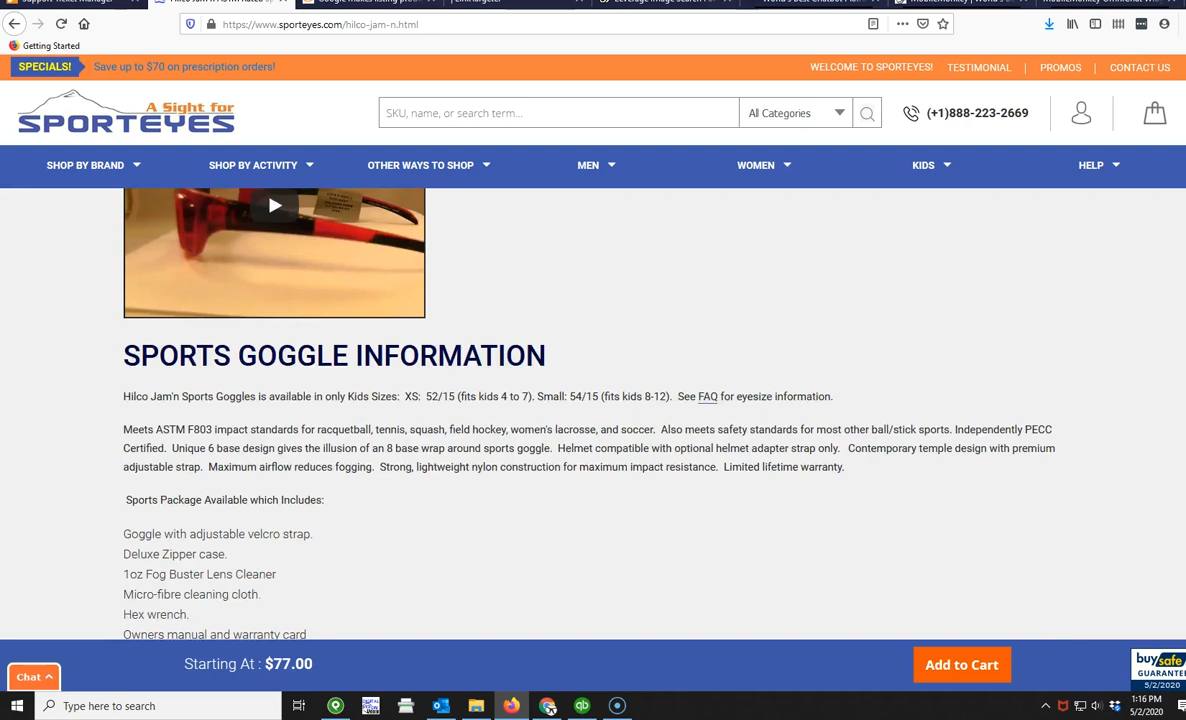 https://www.sporteyes.com/hilco-jam-n.html
Getting Started
SPECIALS! Save up to $70 on prescription orders! WELCOME TO SPORTEYES! TESTIMONIAL | PROMOS | CONTACT US
A Sight for
SPORTEYES
SKU, name, or search term... All Categories (+1)888-223-2669
SHOP BY BRAND SHOP BY ACTIVITY OTHER WAYS TO SHOP MEN WOMEN KIDS HELP
SPORTS GOGGLE INFORMATION
Hilco Jam'n Sports Goggles is available in only Kids Sizes: XS: 52/15 (fits kids 4 to 7). Small: 54/15 (fits kids 8-12). See FAQ for eyesize information.
Meets ASTM F803 impact standards for racquetball, tennis, squash, field hockey, women's lacrosse, and soccer. Also meets safety standards for most other ball/stick sports. Independently PECC
Certified. Unique 6 base design gives the illusion of an 8 base wrap around sports goggle. Helmet compatible with optional helmet adapter strap only. Contemporary temple design with premium
adjustable strap. Maximum airflow reduces fogging. Strong, lightweight nylon construction for maximum impact resistance. Limited lifetime warranty.
Sports Package Available which Includes:
Goggle with adjustable velcro strap.
Deluxe Zipper case.
1oz Fog Buster Lens Cleaner
Micro-fibre cleaning cloth.
Hex wrench.
Owners manual and warranty card
Starting At : $77.00 Add to Cart
buySafe
GUARANTE
5/2/2020
Chat
Type here to search
1:16 PM
5/2/2020